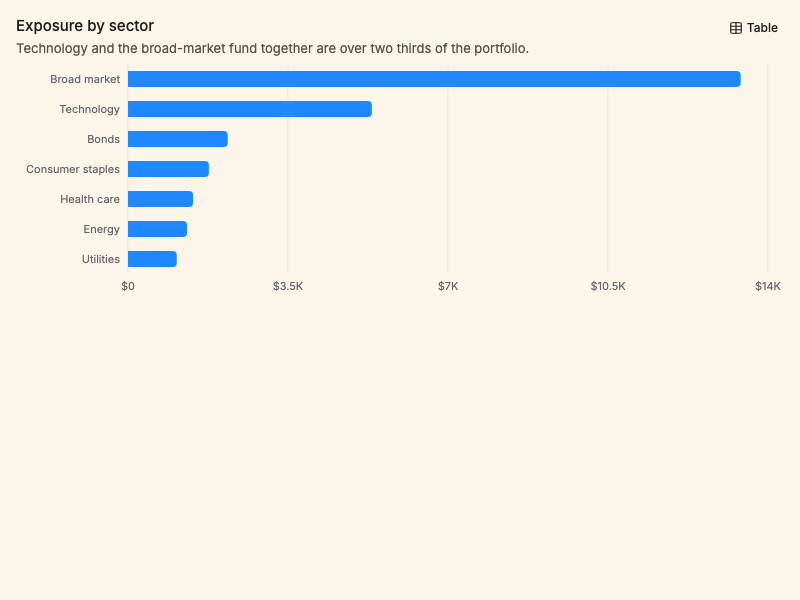 Exposure by sector
Table
Technology and the broad-market fund together are over two thirds of the portfolio.
Broad market
Technology
Bonds
Consumer staples
Health care
Energy
Utilities
$0 $3.5K $7K $10.5K $14K